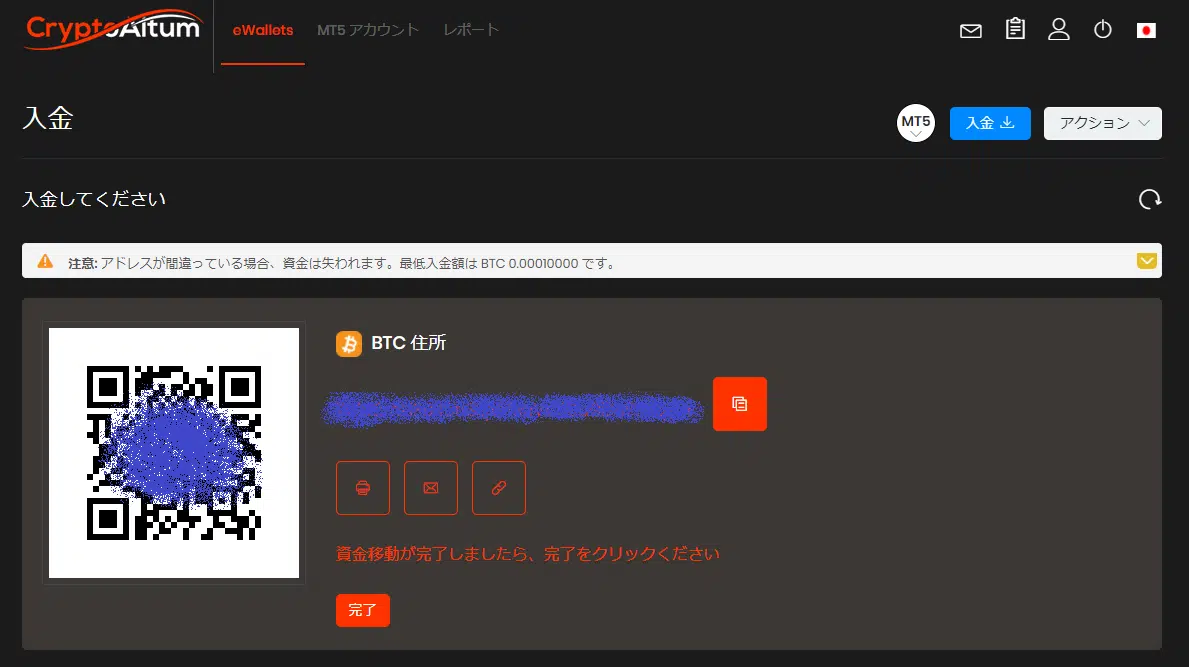 CryptoAltum
eWallets MT5 アカウント レポート
入金
MT5 入金 アクション
入金してください
注意: アドレスが間違っている場合、資金は失われます。最低入金額は BTC 0.00010000 です。
BTC 住所
資金移動が完了しましたら、完了をクリックください
完了